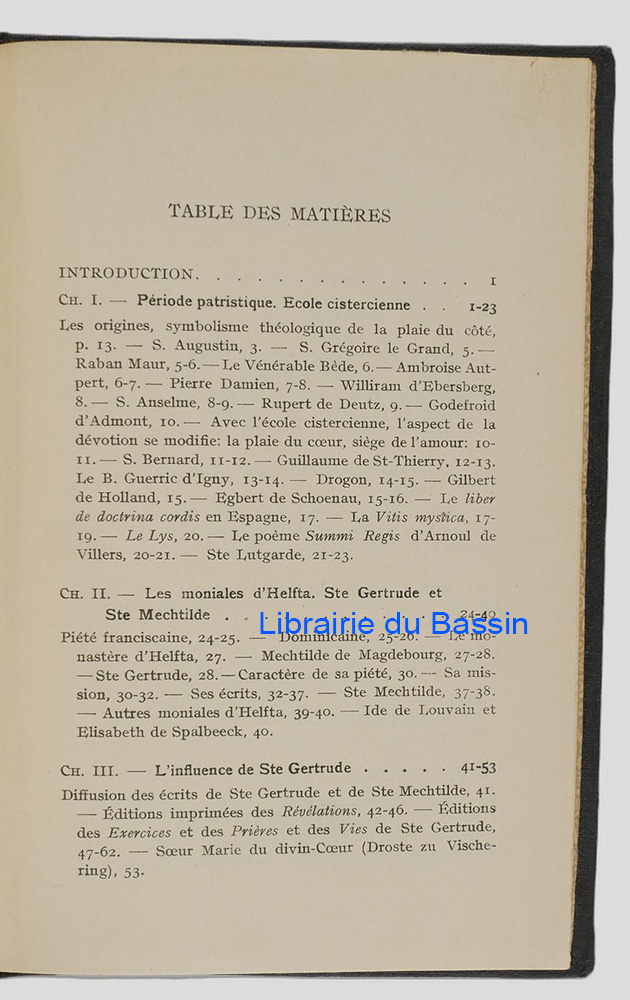 TABLE DES MATIÈRES
INTRODUCTION. . . . . . . . . . . . . . 1
CH. I. — Période patristique. Ecole cistercienne . . 1-23
Les origines, symbolisme théologique de la plaie du côté,
p. 13. — S. Augustin, 3. — S. Grégoire le Grand, 5. —
Raban Maur, 5-6. — Le Vénérable Bède, 6. — Ambroise Aut-
pert, 6-7. — Pierre Damien, 7-8. — Williram d'Ebersberg,
8. — S. Anselme, 8-9. — Rupert de Deutz, 9. — Godefroid
d'Admont, 10. — Avec l'école cistercienne, l'aspect de la
dévotion se modifie: la plaie du cœur, siège de l'amour: 10-
11. — S. Bernard, 11-12. — Guillaume de St-Thierry, 12-13.
Le B. Guerric d'Igny, 13-14. — Drogon, 14-15. — Gilbert
de Holland, 15. — Egbert de Schoenau, 15-16. — Le liber
de doctrina cordis en Espagne, 17. — La Vitis mystica, 17-
19. — Le Lys, 20. — Le poème Summi Regis d'Arnoul de
Villers, 20-21. — Ste Lutgarde, 21-23.
CH. II. — Les moniales d'Helfta. Ste Gertrude et
Ste Mechtilde . . . . . . . . . . . 24-40
Librairie du Bassin
Piété franciscaine, 24-25. — Dominicaine, 25-26. — Le mo-
nastère d'Helfta, 27. — Mechtilde de Magdebourg, 27-28.
— Ste Gertrude, 28. — Caractère de sa piété, 30. — Sa mis-
sion, 30-32. — Ses écrits, 32-37. — Ste Mechtilde, 37-38.
— Autres moniales d'Helfta, 39-40. — Ide de Louvain et
Elisabeth de Spalbeeck, 40.
CH. III. — L'influence de Ste Gertrude . . . . . 41-53
Diffusion des écrits de Ste Gertrude et de Ste Mechtilde, 41.
— Éditions imprimées des Révélations, 42-46. — Éditions
des Exercices et des Prières et des Vies de Ste Gertrude,
47-62. — Sœur Marie du divin-Cœur (Droste zu Vische-
ring), 53.